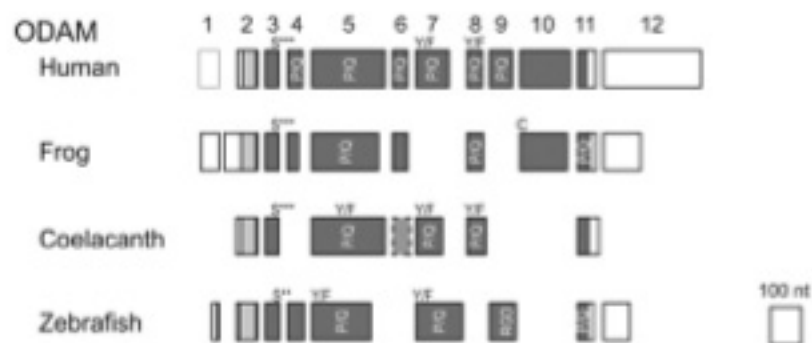 ODAM 1 2 3 4 5 6 7 8 9 10 11 12
S*** Y/F Y/F
Human P/Q P/Q P/Q P/Q P/Q P/Q
S*** C
Frog P/Q P/Q
S*** Y/F Y/F Y/F
Coelacanth P/Q P/Q P/Q
S** Y/F Y/F 100 nt
Zebrafish P/Q P/Q RGD